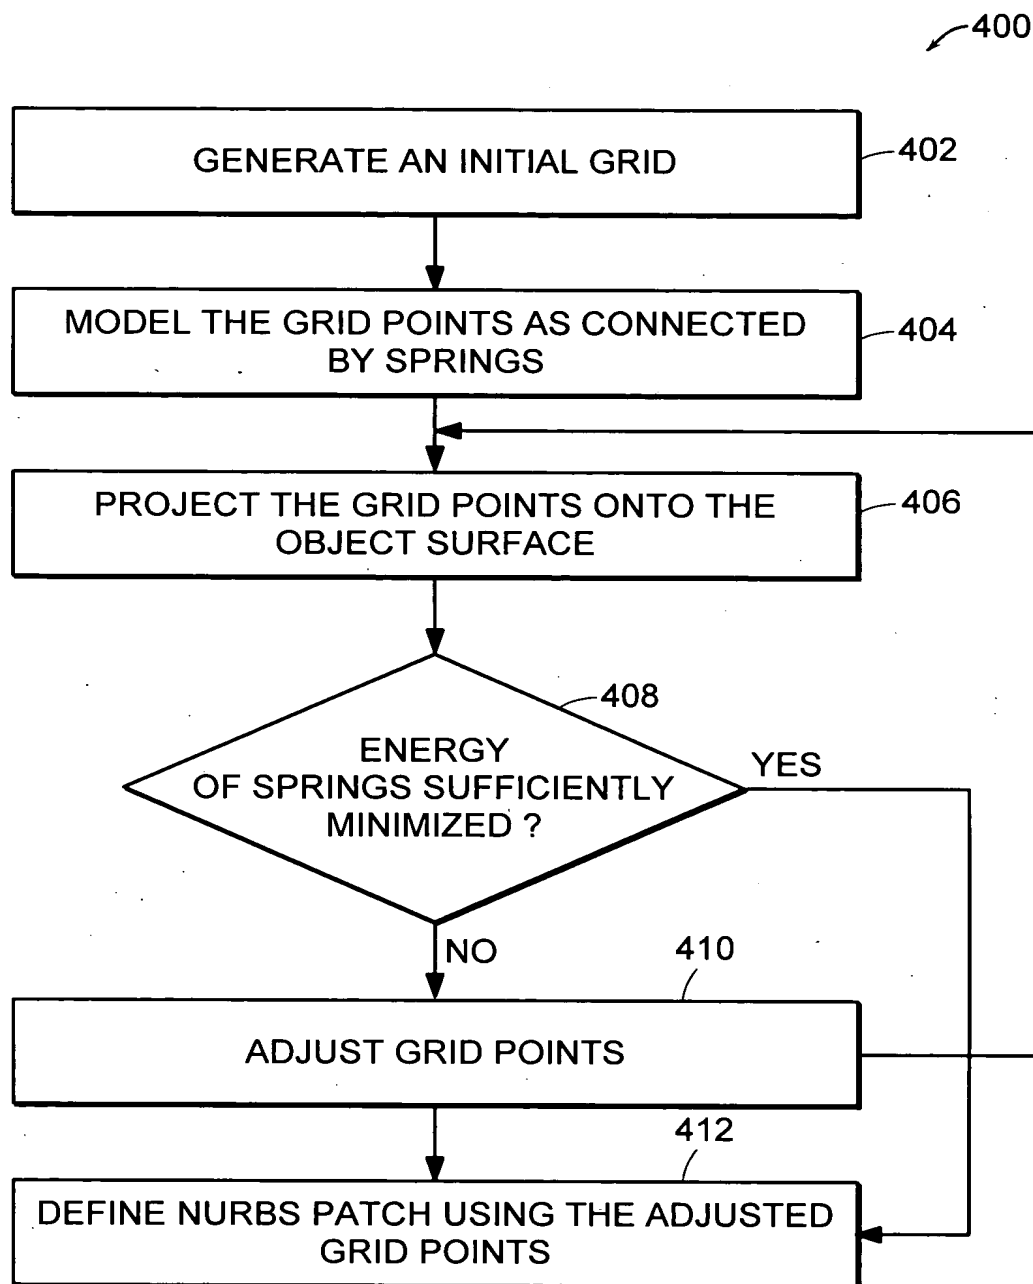 400
GENERATE AN INITIAL GRID
402
MODEL THE GRID POINTS AS CONNECTED
BY SPRINGS
404
PROJECT THE GRID POINTS ONTO THE
OBJECT SURFACE
406
408
ENERGY
OF SPRINGS SUFFICIENTLY
MINIMIZED ?
YES
NO
410
ADJUST GRID POINTS
412
DEFINE NURBS PATCH USING THE ADJUSTED
GRID POINTS